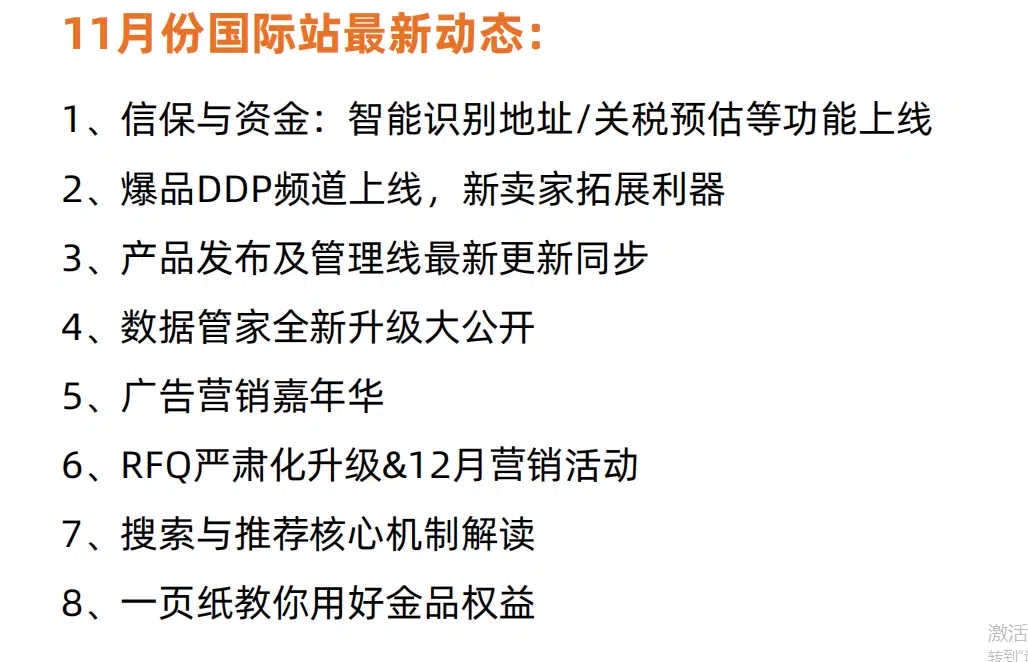 11月份国际站最新动态：
1、信保与资金：智能识别地址/关税预估等功能上线
2、爆品DDP频道上线，新卖家拓展利器
3、产品发布及管理线最新更新同步
4、数据管家全新升级大公开
5、广告营销嘉年华
6、RFQ严肃化升级&12月营销活动
7、搜索与推荐核心机制解读
8、一页纸教你用好金品权益
激活
转到"